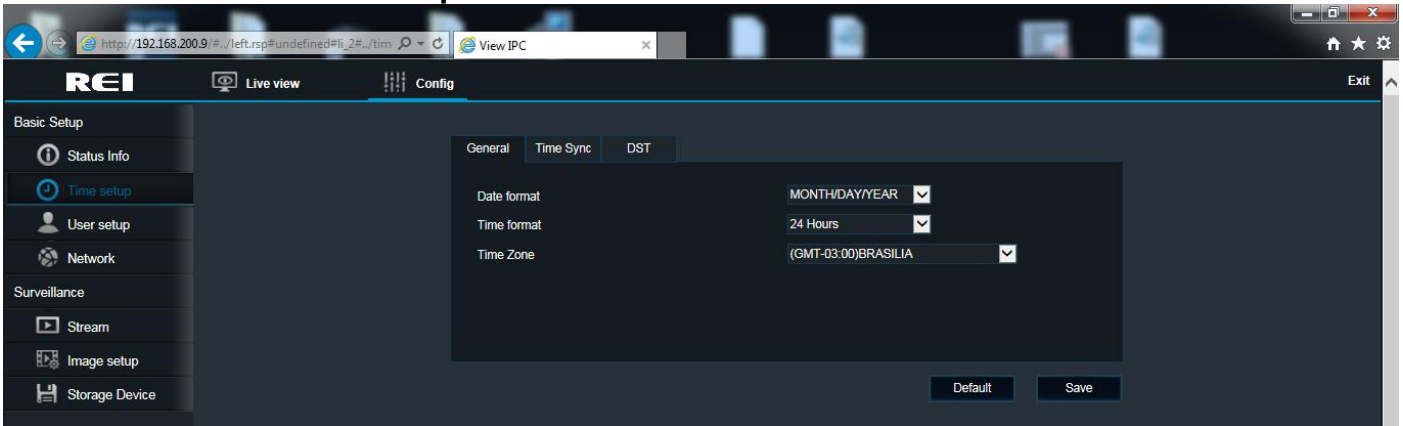 http://192.168.200.9/#../left.rsp#undefined#li_2#../tim
View IPC
REI
Live view
Config
Exit
Basic Setup
Status Info
Time setup
User setup
Network
Surveillance
Stream
Image setup
Storage Device
General Time Sync DST
Date format MONTH/DAY/YEAR
Time format 24 Hours
Time Zone (GMT-03:00)BRASILIA
Default Save